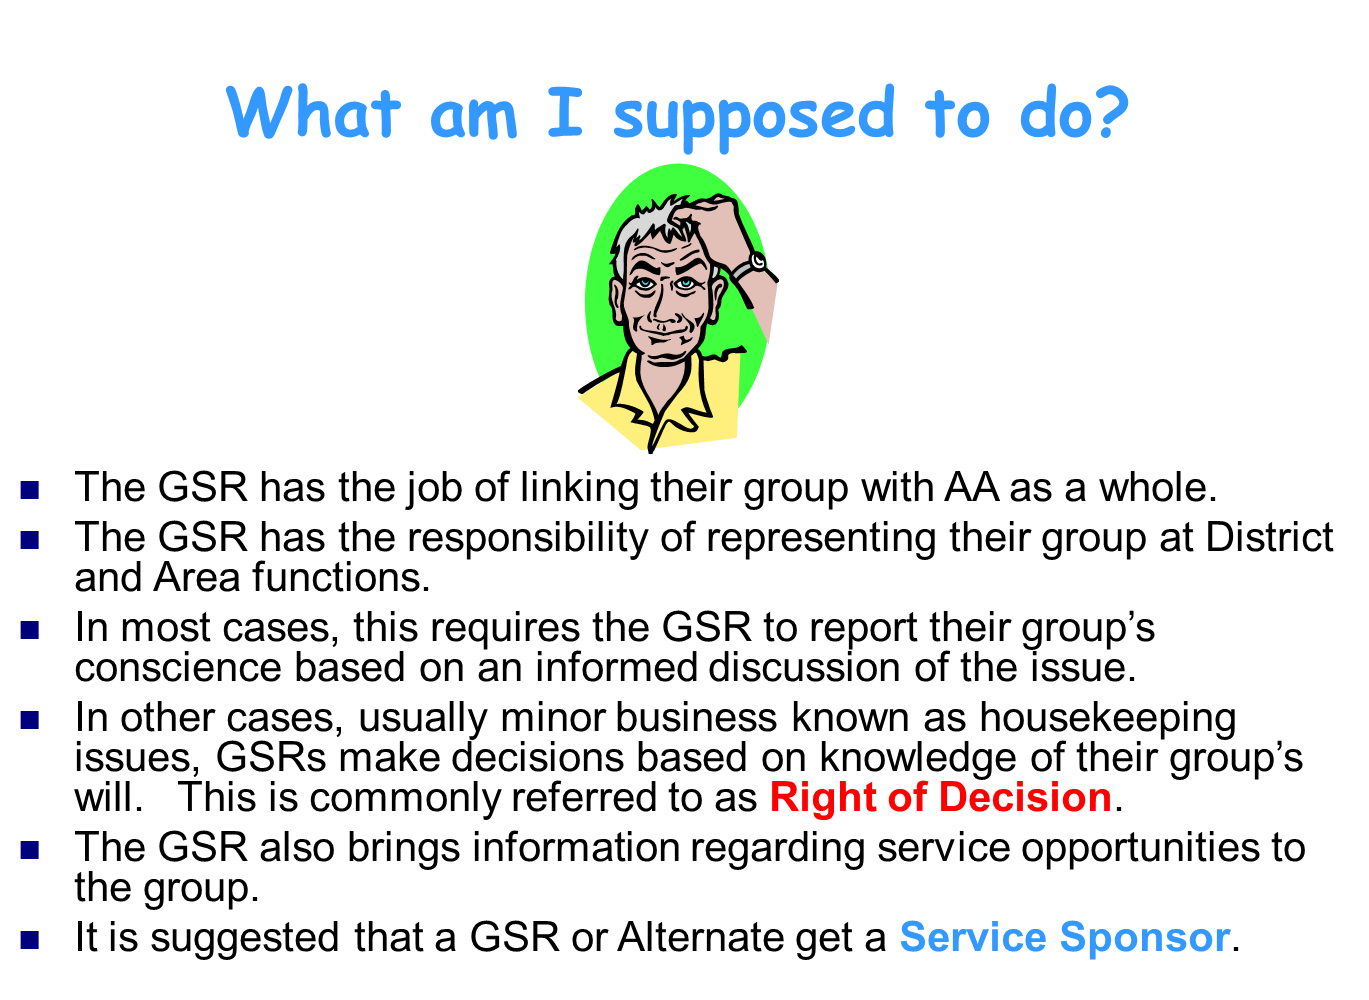 What am I supposed to do?
The GSR has the job of linking their group with AA as a whole.
The GSR has the responsibility of representing their group at District
and Area functions.
In most cases, this requires the GSR to report their group’s
conscience based on an informed discussion of the issue.
In other cases, usually minor business known as housekeeping
issues, GSRs make decisions based on knowledge of their group’s
will.   This is commonly referred to as Right of Decision.
The GSR also brings information regarding service opportunities to
the group.
It is suggested that a GSR or Alternate get a Service Sponsor.